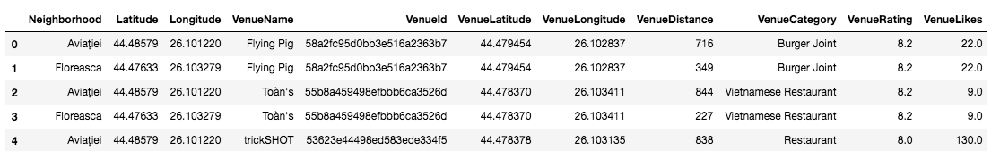 Neighborhood Latitude Longitude VenueName VenueId VenueLatitude VenueLongitude VenueDistance VenueCategory VenueRating VenueLikes
0 Aviației 44.48579 26.101220 Flying Pig 58a2fc95d0bb3e516a2363b7 44.479454 26.102837 716 Burger Joint 8.2 22.0
1 Floreasca 44.47633 26.103279 Flying Pig 58a2fc95d0bb3e516a2363b7 44.479454 26.102837 349 Burger Joint 8.2 22.0
2 Aviației 44.48579 26.101220 Toàn's 55b8a459498efbbb6ca3526d 44.478370 26.103411 844 Vietnamese Restaurant 8.2 9.0
3 Floreasca 44.47633 26.103279 Toàn's 55b8a459498efbbb6ca3526d 44.478370 26.103411 227 Vietnamese Restaurant 8.2 9.0
4 Aviației 44.48579 26.101220 trickSHOT 53623e44498ed583ede334f5 44.478378 26.103135 838 Restaurant 8.0 130.0